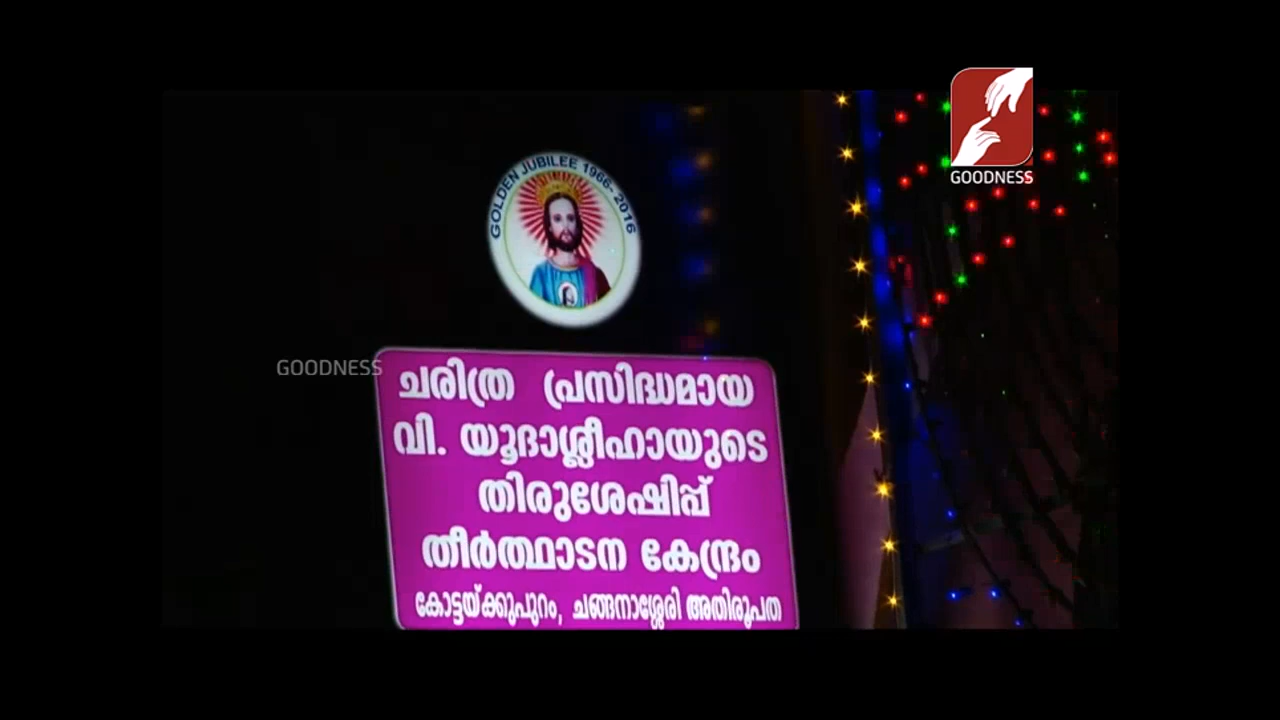 GOODNESS
GOLDEN JUBILEE 1966-2016
GOODNESS
ചരിത്ര പ്രസിദ്ധമായ
വി. യൂദാശ്ലീഹായുടെ
തിരുശേഷിപ്പ്
തീർത്ഥാടന കേന്ദ്രം
കോട്ടയ്ക്കുപുറം, ചങ്ങനാശ്ശേരി അതിരൂപത